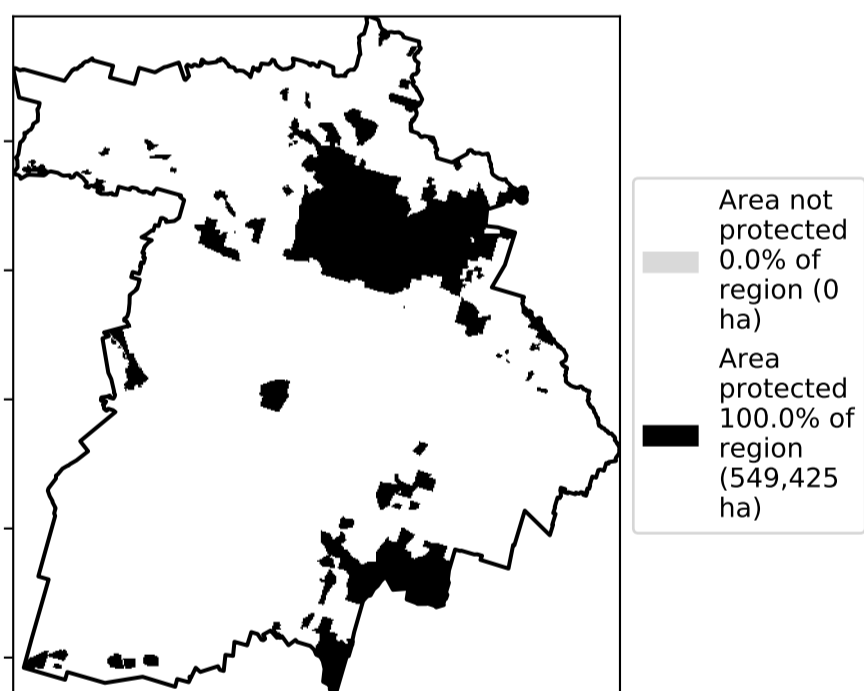 Area not
protected
0.0% of
region (0
ha)
Area
protected
100.0% of
region
(549,425
ha)